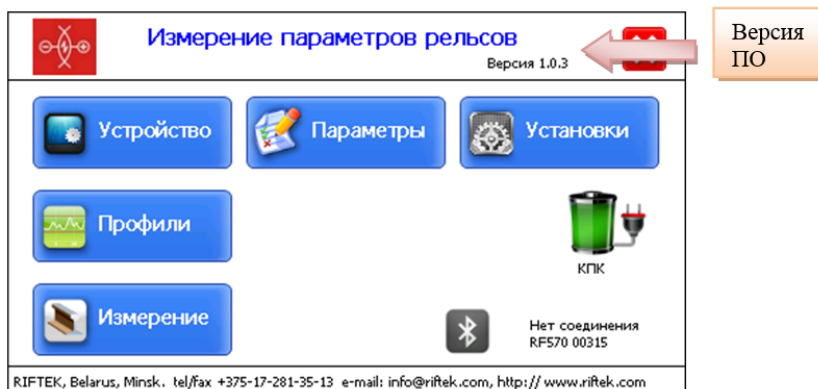 Измерение параметров рельсов
Версия 1.0.3
Версия
ПО
Устройство
Параметры
Установки
Профили
КПК
Измерение
Нет соединения
RF570 00315
RIFTEK, Belarus, Minsk. tel/fax +375-17-281-35-13 e-mail: info@riftek.com, http:// www.riftek.com